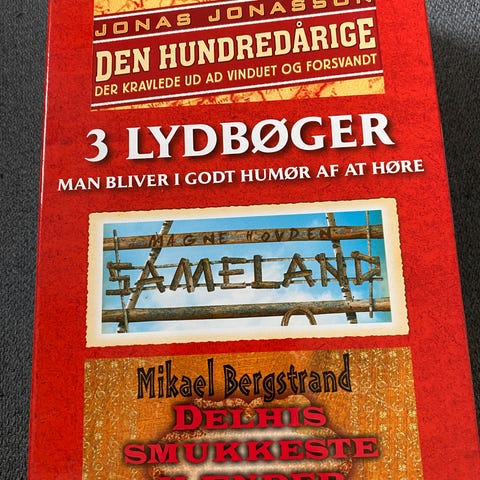 JONAS JONASSON
DEN HUNDREDÅRIGE
DER KRAVLEDE UD AD VINDUET OG FORSVANDT
3 LYDBØGER
MAN BLIVER I GODT HUMØR AF AT HØRE
MAGNE HOVDEN
SAMELAND
Mikael Bergstrand
DELHIS
SMUKKESTE
HÆNDER